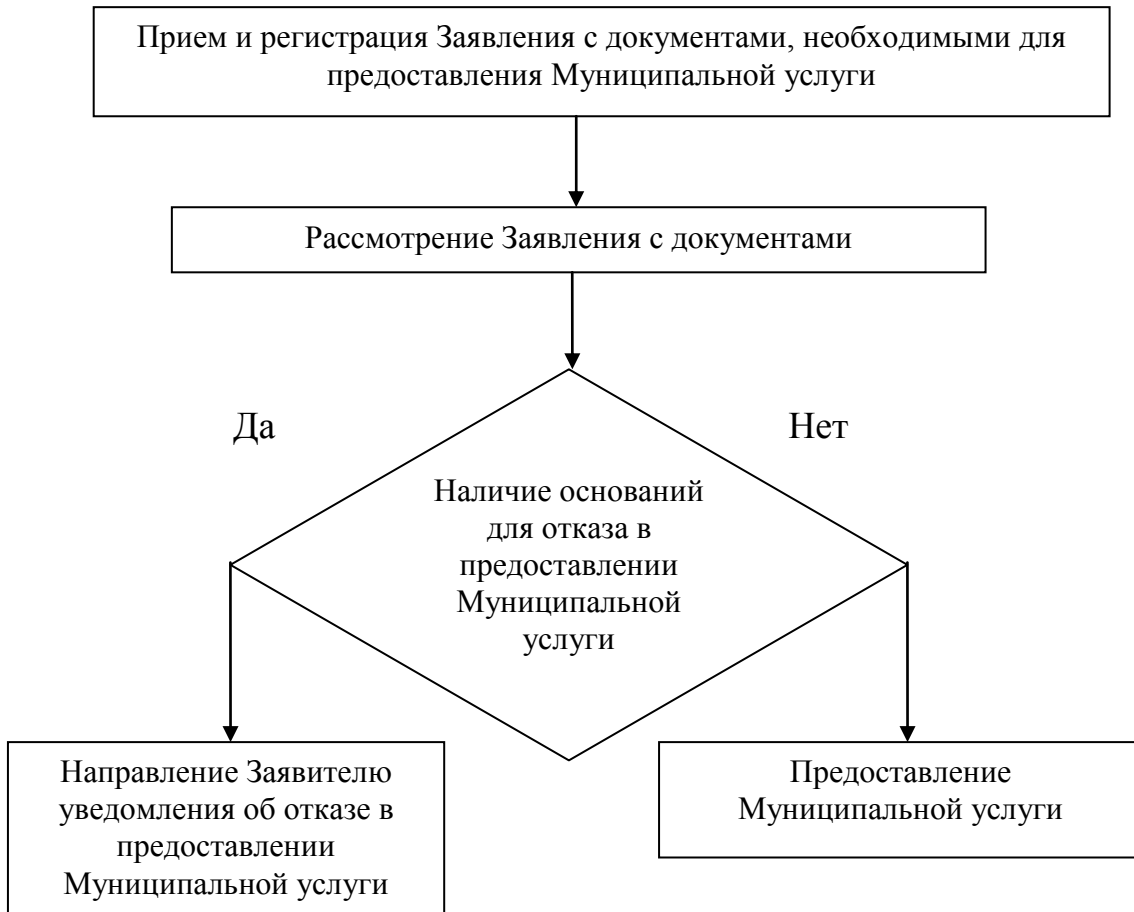 Прием и регистрация Заявления с документами, необходимыми для
предоставления Муниципальной услуги
Рассмотрение Заявления с документами
Да
Нет
Наличие оснований
для отказа в
предоставлении
Муниципальной
услуги
Направление Заявителю
уведомления об отказе в
предоставлении
Муниципальной услуги
Предоставление
Муниципальной услуги